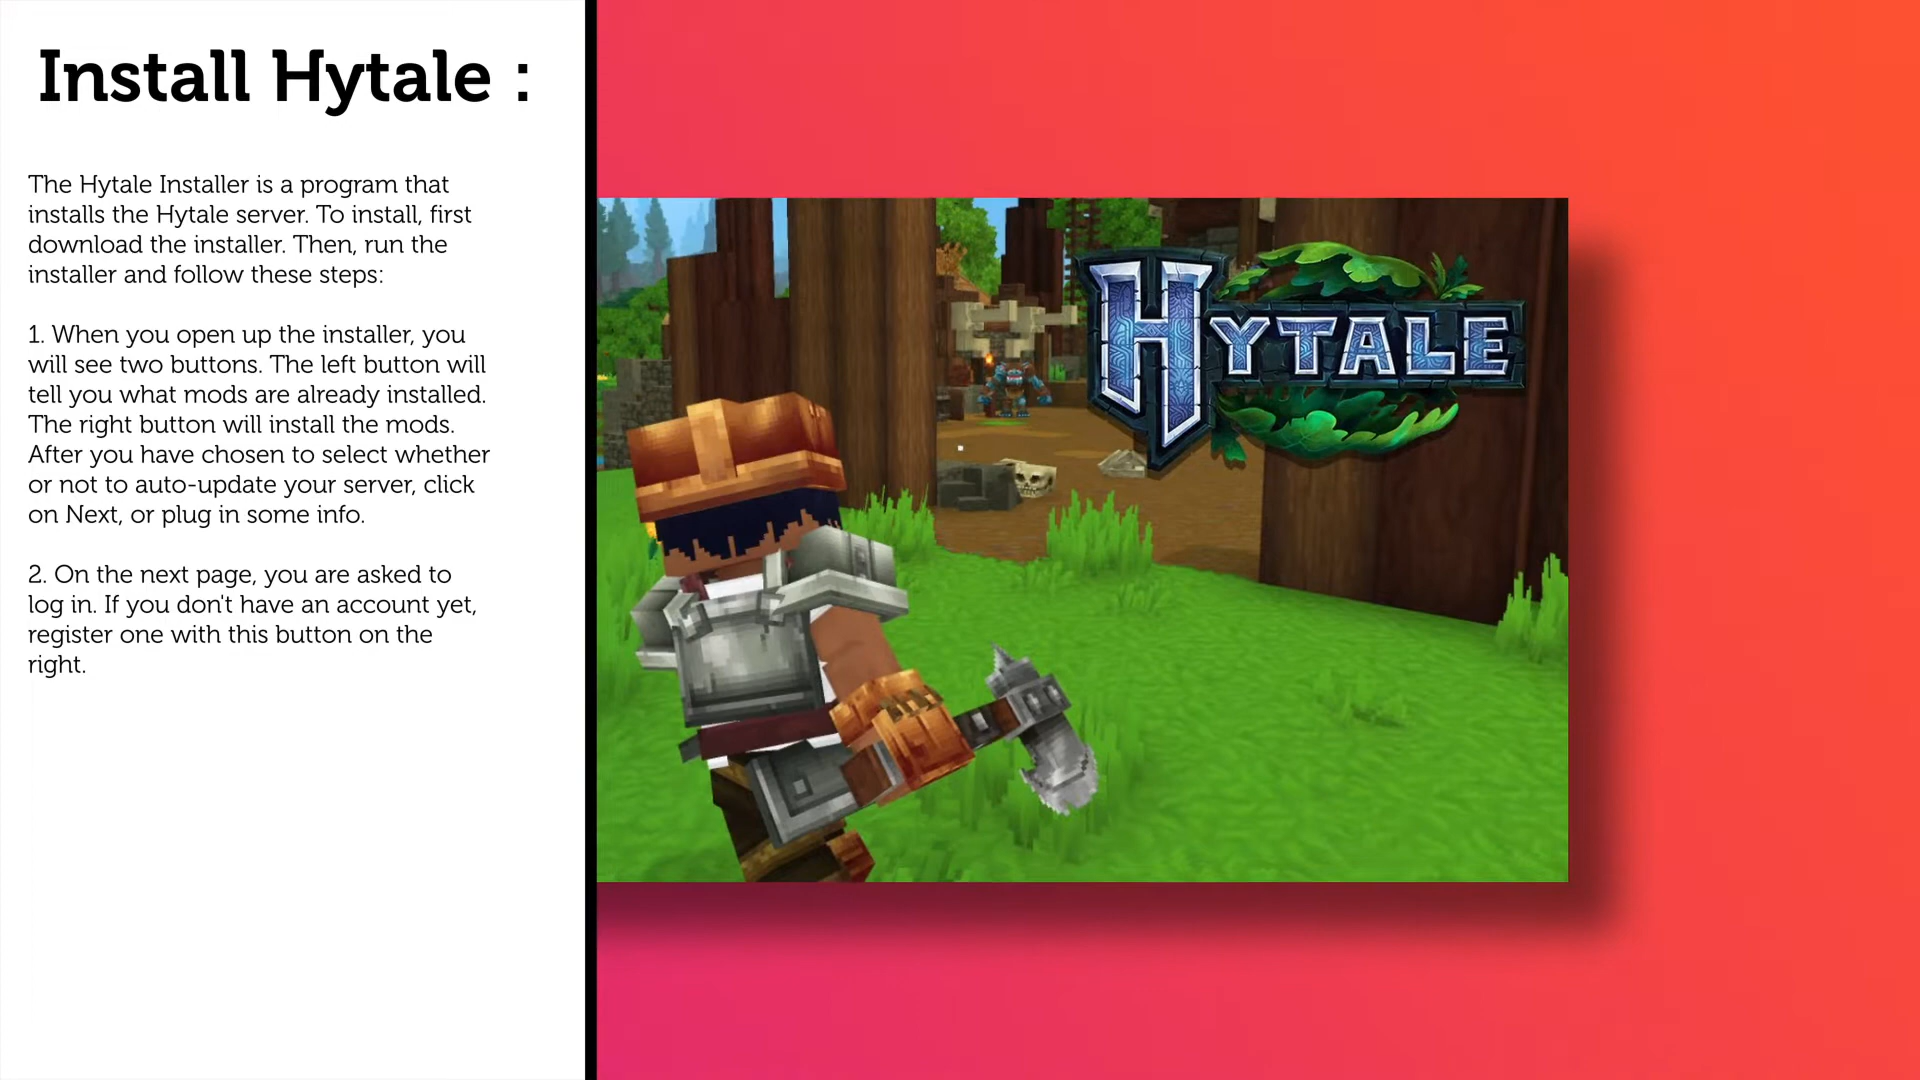 Install Hytale :
The Hytale Installer is a program that
installs the Hytale server. To install, first
download the installer. Then, run the
installer and follow these steps:
1. When you open up the installer, you
will see two buttons. The left button will
tell you what mods are already installed.
The right button will install the mods.
After you have chosen to select whether
or not to auto-update your server, click
on Next, or plug in some info.
2. On the next page, you are asked to
log in. If you don't have an account yet,
register one with this button on the
right.
HYTALE